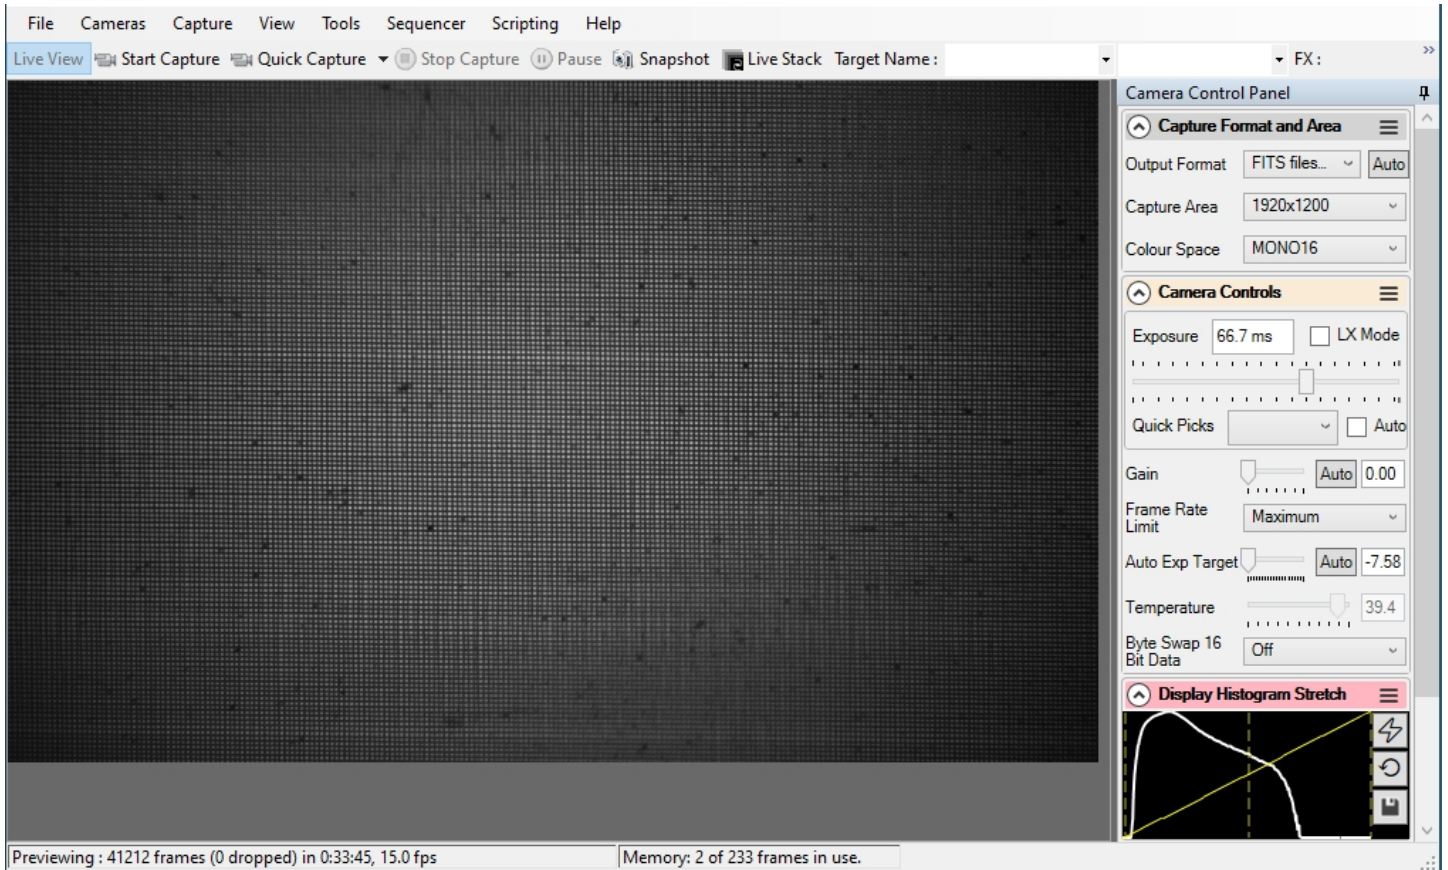 File Cameras Capture View Tools Sequencer Scripting Help
Live View Start Capture Quick Capture Stop Capture Pause Snapshot Live Stack Target Name : FX :
Camera Control Panel
Capture Format and Area
Output Format FITS files... Auto
Capture Area 1920x1200
Colour Space MONO16
Camera Controls
Exposure 66.7 ms LX Mode
Quick Picks Auto
Gain Auto 0.00
Frame Rate
Limit Maximum
Auto Exp Target Auto -7.58
Temperature 39.4
Byte Swap 16
Bit Data Off
Display Histogram Stretch
Previewing : 41212 frames (0 dropped) in 0:33:45, 15.0 fps Memory: 2 of 233 frames in use.